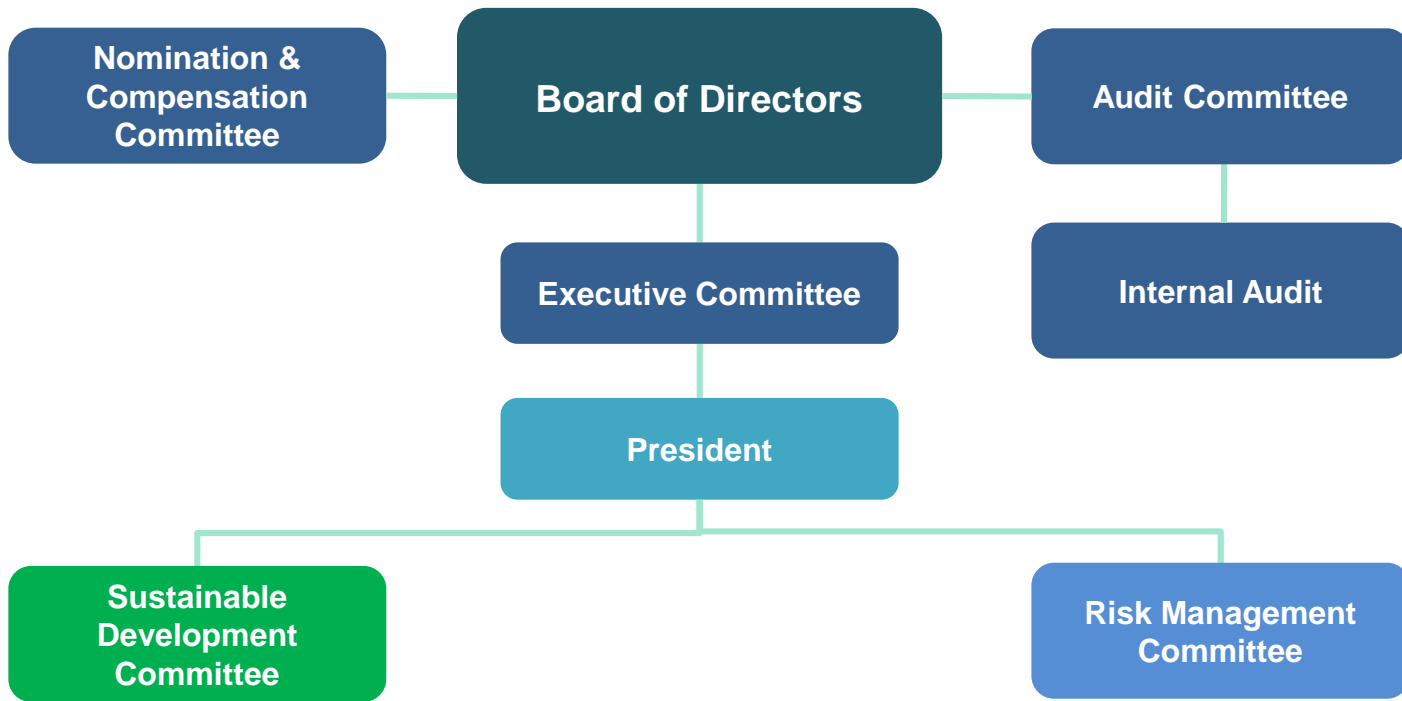 Nomination &
Compensation
Committee
Board of Directors
Audit Committee
Executive Committee
Internal Audit
President
Sustainable
Development
Committee
Risk Management
Committee